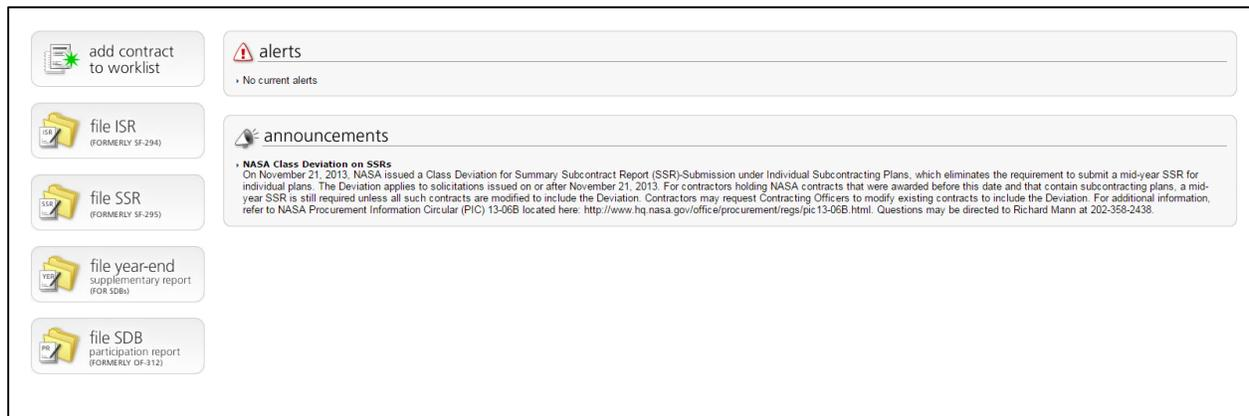 add contract
to worklist
file ISR
(FORMERLY SF-294)
file SSR
(FORMERLY SF-295)
file year-end
supplementary report
(FOR SDBs)
file SDB
participation report
(FORMERLY OF-312)
alerts
No current alerts
announcements
NASA Class Deviation on SSRs
On November 21, 2013, NASA issued a Class Deviation for Summary Subcontract Report (SSR)-Submission under Individual Subcontracting Plans, which eliminates the requirement to submit a mid-year SSR for
individual plans. The Deviation applies to solicitations issued on or after November 21, 2013. For contractors holding NASA contracts that were awarded before this date and that contain subcontracting plans, a mid-
year SSR is still required unless all such contracts are modified to include the Deviation. Contractors may request Contracting Officers to modify existing contracts to include the Deviation. For additional information,
refer to NASA Procurement Information Circular (PIC) 13-06B located here: http://www.hq.nasa.gov/office/procurement/regs/pic13-06B.html. Questions may be directed to Richard Mann at 202-358-2438.